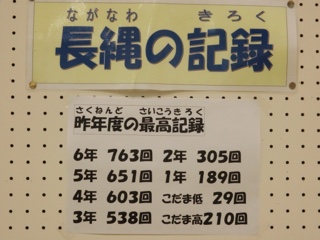 ながなわ きろく
長縄の記録
さくねんど さいこうきろく
昨年度の最高記録
6年 763回 2年 305回
5年 651回 1年 189回
4年 603回 こだま低 29回
3年 538回 こだま高210回